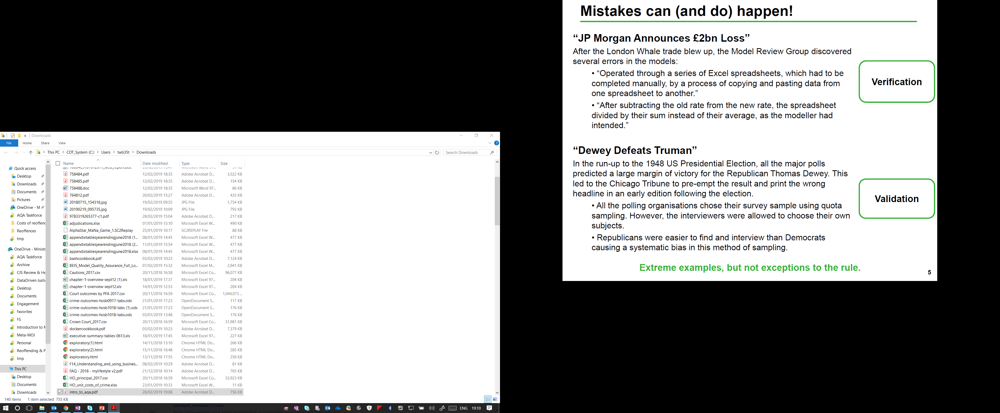 Downloads
File Home Share View
This PC > CDT_System (C:) > Users > twb35t > Downloads
Search Downloads
Name Date modified Type Size
758484.pdf 12/02/2019 18:35 Adobe Acrobat D... 3,522 KB
758485.pdf 12/02/2019 18:35 Adobe Acrobat D... 154 KB
758488.doc 12/02/2019 18:35 Microsoft Word 97... 86 KB
764812.pdf 20/02/2019 15:27 Adobe Acrobat D... 435 KB
20180715_154318.jpg 19/02/2019 09:55 JPG File 1,754 KB
20190219_095735.jpg 19/02/2019 10:09 JPG File 793 KB
9783319265377-c1.pdf 28/02/2019 15:04 Adobe Acrobat D... 217 KB
adjudications.xlsx 07/01/2019 15:10 Microsoft Excel W... 490 KB
AlphaStar_MaNa_Game_1.SC2Replay 25/01/2019 10:17 SC2REPLAY File 88 KB
appendixtablesyearendingjune2018 (1... 08/01/2019 14:45 Microsoft Excel W... 477 KB
appendixtablesyearendingjune2018 (2... 11/01/2019 15:54 Microsoft Excel W... 477 KB
appendixtablesyearendingjune2018.xlsx 08/01/2019 14:45 Microsoft Excel W... 477 KB
bashcookbook.pdf 03/02/2019 10:23 Adobe Acrobat D... 7,124 KB
BEIS_Model_Quality_Assurance_Full_Lo... 07/02/2019 15:32 Microsoft Excel M... 2,941 KB
Cautions_2017.csv 20/11/2018 16:58 Microsoft Excel Co... 96,077 KB
chapter-1-overview-sept12 (1).xls 18/01/2019 17:37 Microsoft Excel 97... 204 KB
chapter-1-overview-sept12.xls 14/01/2019 12:53 Microsoft Excel 97... 204 KB
Court outcomes by PFA 2017.csv 20/11/2018 16:59 Microsoft Excel Co... 1,044,073 ...
crime-outcomes-hosb0917-tabs.ods 21/01/2019 17:23 OpenDocument S... 117 KB
crime-outcomes-hosb1018-tabs (1).ods 21/01/2019 17:23 OpenDocument S... 176 KB
crime-outcomes-hosb1018-tabs.ods 03/01/2019 13:48 OpenDocument S... 176 KB
Crown Court_2017.csv 20/11/2018 16:59 Microsoft Excel Co... 31,981 KB
dockercookbook.pdf 03/02/2019 10:23 Adobe Acrobat D... 7,379 KB
executive-summary-tables-0613.xls 18/01/2019 17:45 Microsoft Excel 97... 227 KB
exploratory(1).html 14/11/2018 13:10 Chrome HTML Do... 266 KB
exploratory(2).html 15/11/2018 16:48 Chrome HTML Do... 285 KB
exploratory.html 13/11/2018 17:55 Chrome HTML Do... 258 KB
F14_Understanding_and_using_busines... 08/02/2019 10:29 Adobe Acrobat D... 81 KB
FAQ - 2018 - mylifestyle v2.pdf 21/12/2018 10:14 Adobe Acrobat D... 765 KB
HO_principal_2017.csv 20/11/2018 16:59 Microsoft Excel Co... 33,923 KB
HO_unit_costs_of_crime.xlsx 23/01/2019 10:33 Microsoft Excel W... 11 KB
intro_to_aqa.pdf 28/02/2019 19:08 Adobe Acrobat D... 756 KB
Quick access
Desktop
Downloads
Documents
Pictures
OneDrive - M
AQA Taskforce
Costs of reoffenc
Reoffences
tmp
OneDrive - Minist
AQA Taskforce
Archive
CJS Review & He
DataDriven Justi
Desktop
Documents
Engagement
Favorites
FS
Introduction to
Meta-MOJ
Personal
Reoffending & P
tmp
This PC
Desktop
Documents
Downloads
140 items 1 item selected 755 KB
standard_template (1).xlsx
ENG 19:10
Mistakes can (and do) happen!
“JP Morgan Announces £2bn Loss”
After the London Whale trade blew up, the Model Review Group discovered
several errors in the models:
• “Operated through a series of Excel spreadsheets, which had to be
completed manually, by a process of copying and pasting data from
one spreadsheet to another.”
• “After subtracting the old rate from the new rate, the spreadsheet
divided by their sum instead of their average, as the modeller had
intended.”
Verification
“Dewey Defeats Truman”
In the run-up to the 1948 US Presidential Election, all the major polls
predicted a large margin of victory for the Republican Thomas Dewey. This
led to the Chicago Tribune to pre-empt the result and print the wrong
headline in an early edition following the election.
• All the polling organisations chose their survey sample using quota
sampling. However, the interviewers were allowed to choose their own
subjects.
• Republicans were easier to find and interview than Democrats
causing a systematic bias in this method of sampling.
Validation
Extreme examples, but not exceptions to the rule.
5